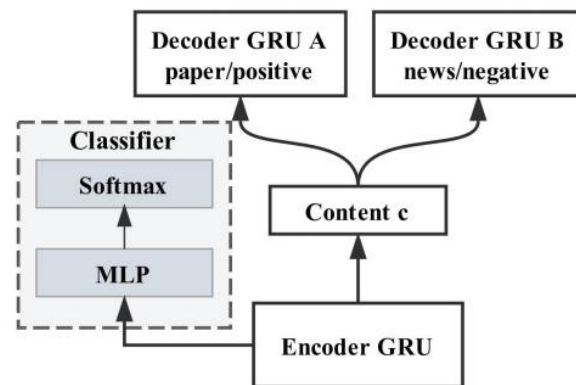 Decoder GRU A
paper/positive
Decoder GRU B
news/negative
Classifier
Softmax
Content c
MLP
Encoder GRU